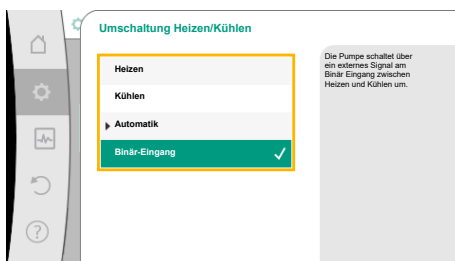 Umschaltung Heizen/Kühlen
Heizen
Kühlen
Automatik
Binär-Eingang
Die Pumpe schaltet über
ein externes Signal am
Binär Eingang zwischen
Heizen und Kühlen um.
?